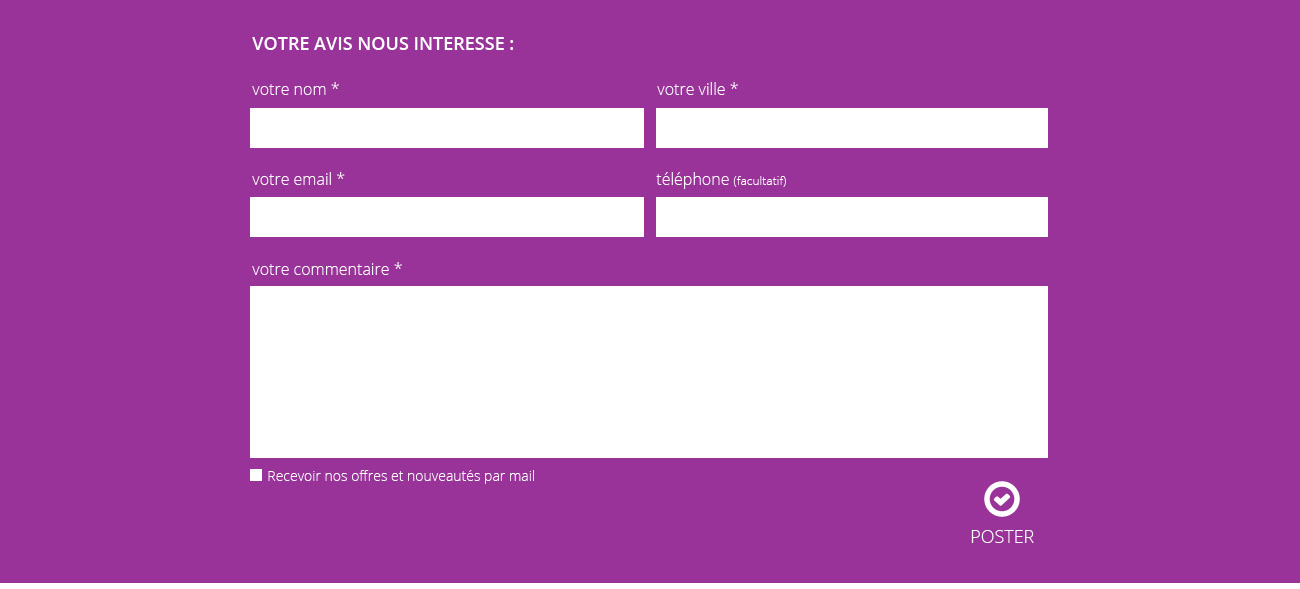 VOTRE AVIS NOUS INTERESSE :
votre nom *
votre ville *
votre email *
téléphone (facultatif)
votre commentaire *
Recevoir nos offres et nouveautés par mail
POSTER